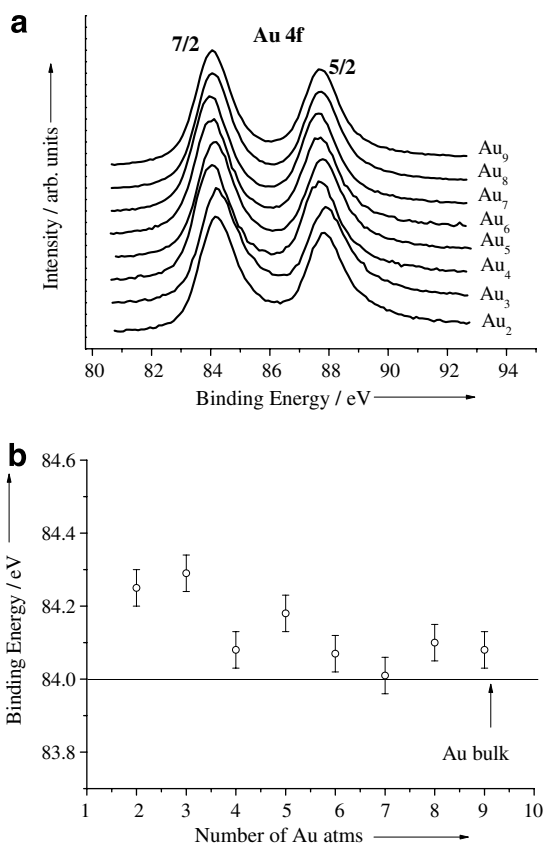 a
7/2
Au 4f
5/2
Intensity / arb. units
Au9
Au8
Au7
Au6
Au5
Au4
Au3
Au2
80 82 84 86 88 90 92 94
Binding Energy / eV
b
84.6
84.4
84.2
84.0
83.8
Binding Energy / eV
Au bulk
1 2 3 4 5 6 7 8 9 10
Number of Au atms